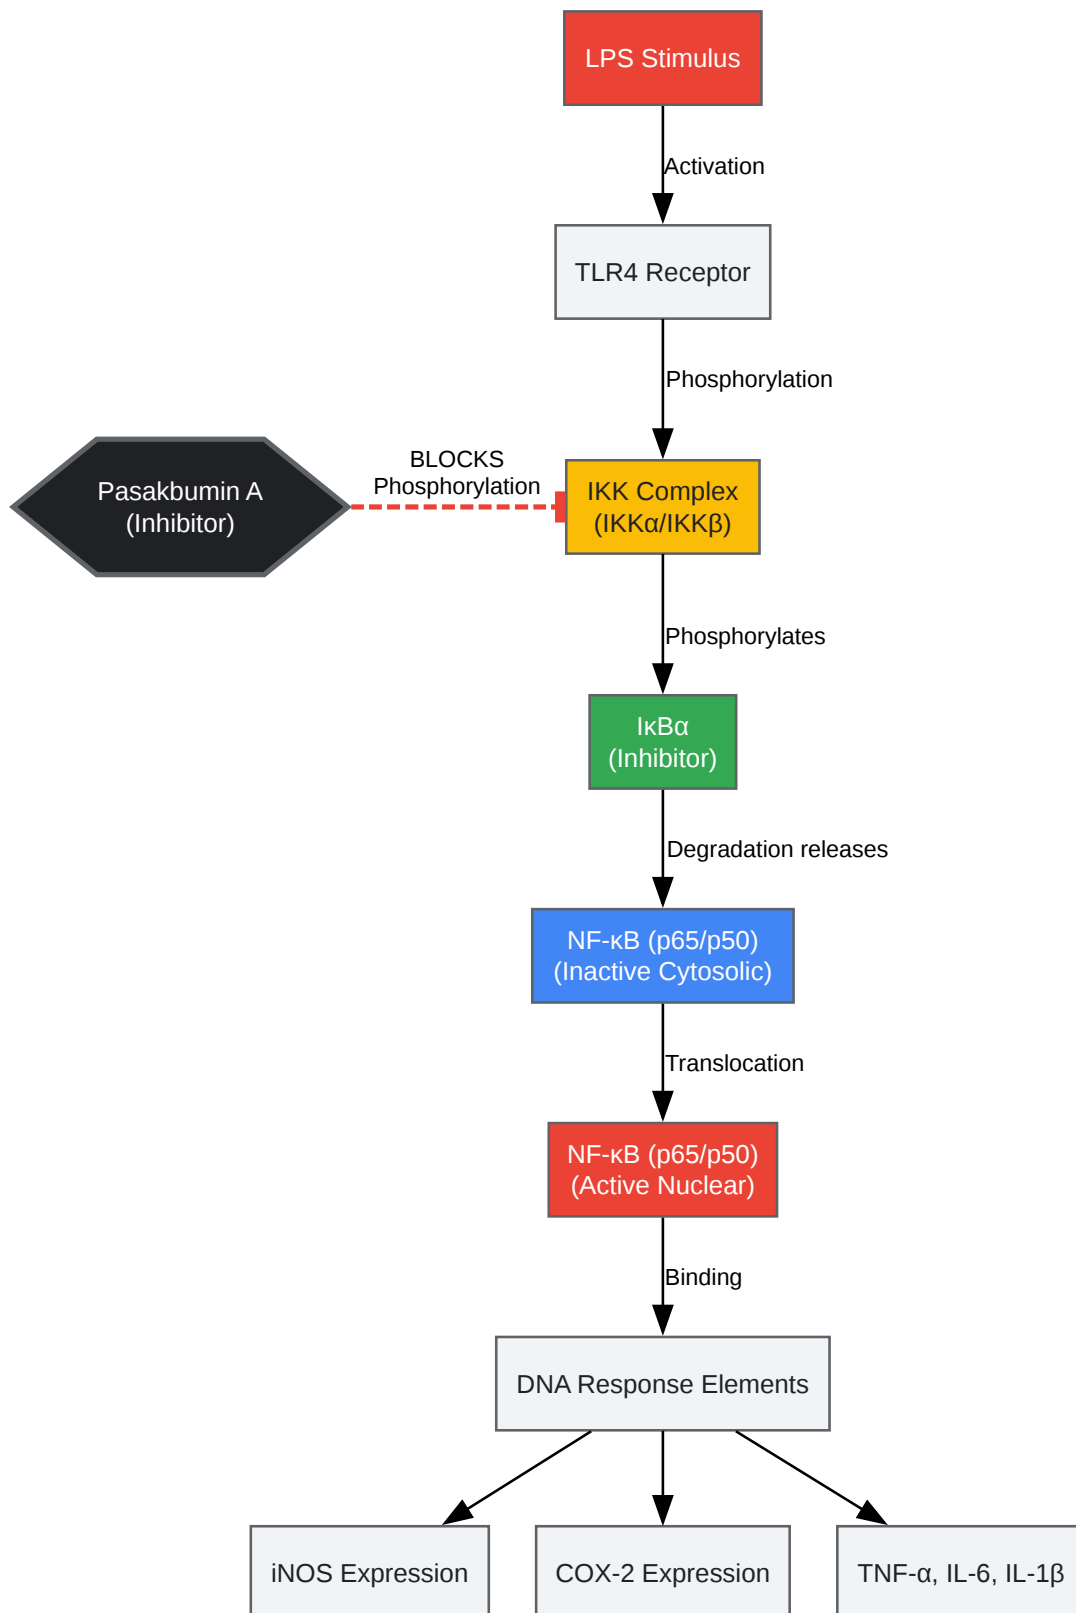 LPS Stimulus
Activation
TLR4 Receptor
Phosphorylation
BLOCKS
Phosphorylation
Pasakbumin A
(Inhibitor)
IKK Complex
(IKKα/IKKβ)
Phosphorylates
IκBα
(Inhibitor)
Degradation releases
NF-κB (p65/p50)
(Inactive Cytosolic)
Translocation
NF-κB (p65/p50)
(Active Nuclear)
Binding
DNA Response Elements
iNOS Expression
COX-2 Expression
TNF-α, IL-6, IL-1β